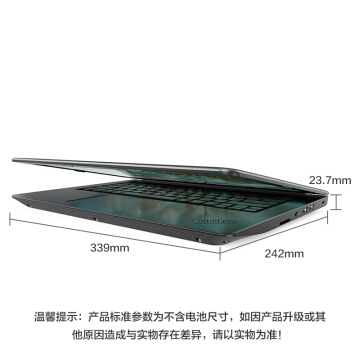 23.7mm
339mm
242mm
温馨提示：产品标准参数为不含电池尺寸，如因产品升级或其
他原因造成与实物存在差异，请以实物为准！